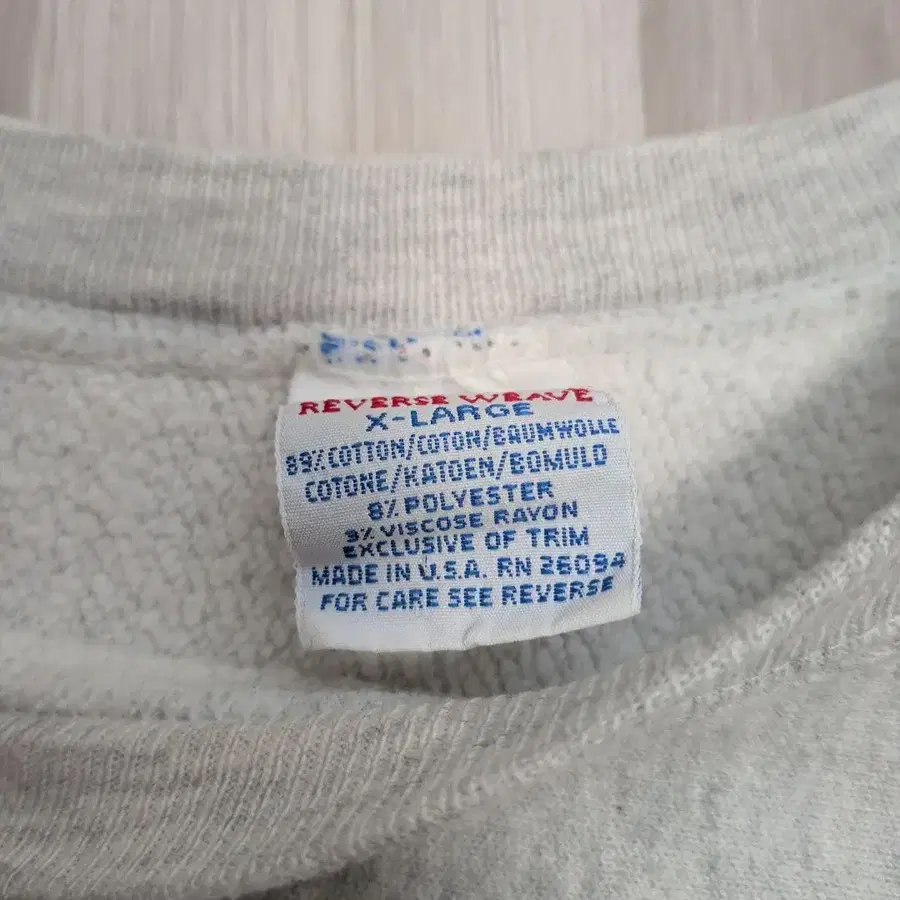 REVERSE WEAVE
X-LARGE
89% COTTON/COTON/BAUMWOLLE
COTONE/KATOEN/BOMULD
8% POLYESTER
3% VISCOSE RAYON
EXCLUSIVE OF TRIM
MADE IN U.S.A. RN 26094
FOR CARE SEE REVERSE